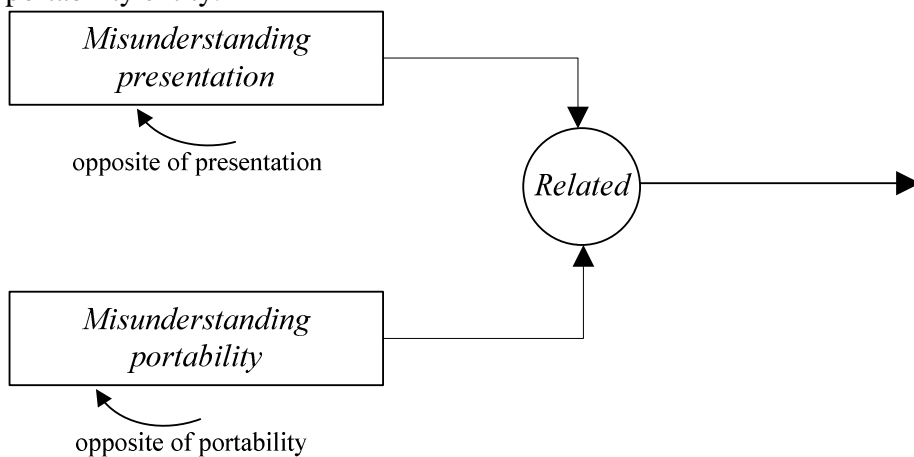 Misunderstanding
presentation
opposite of presentation
Related
Misunderstanding
portability
opposite of portability